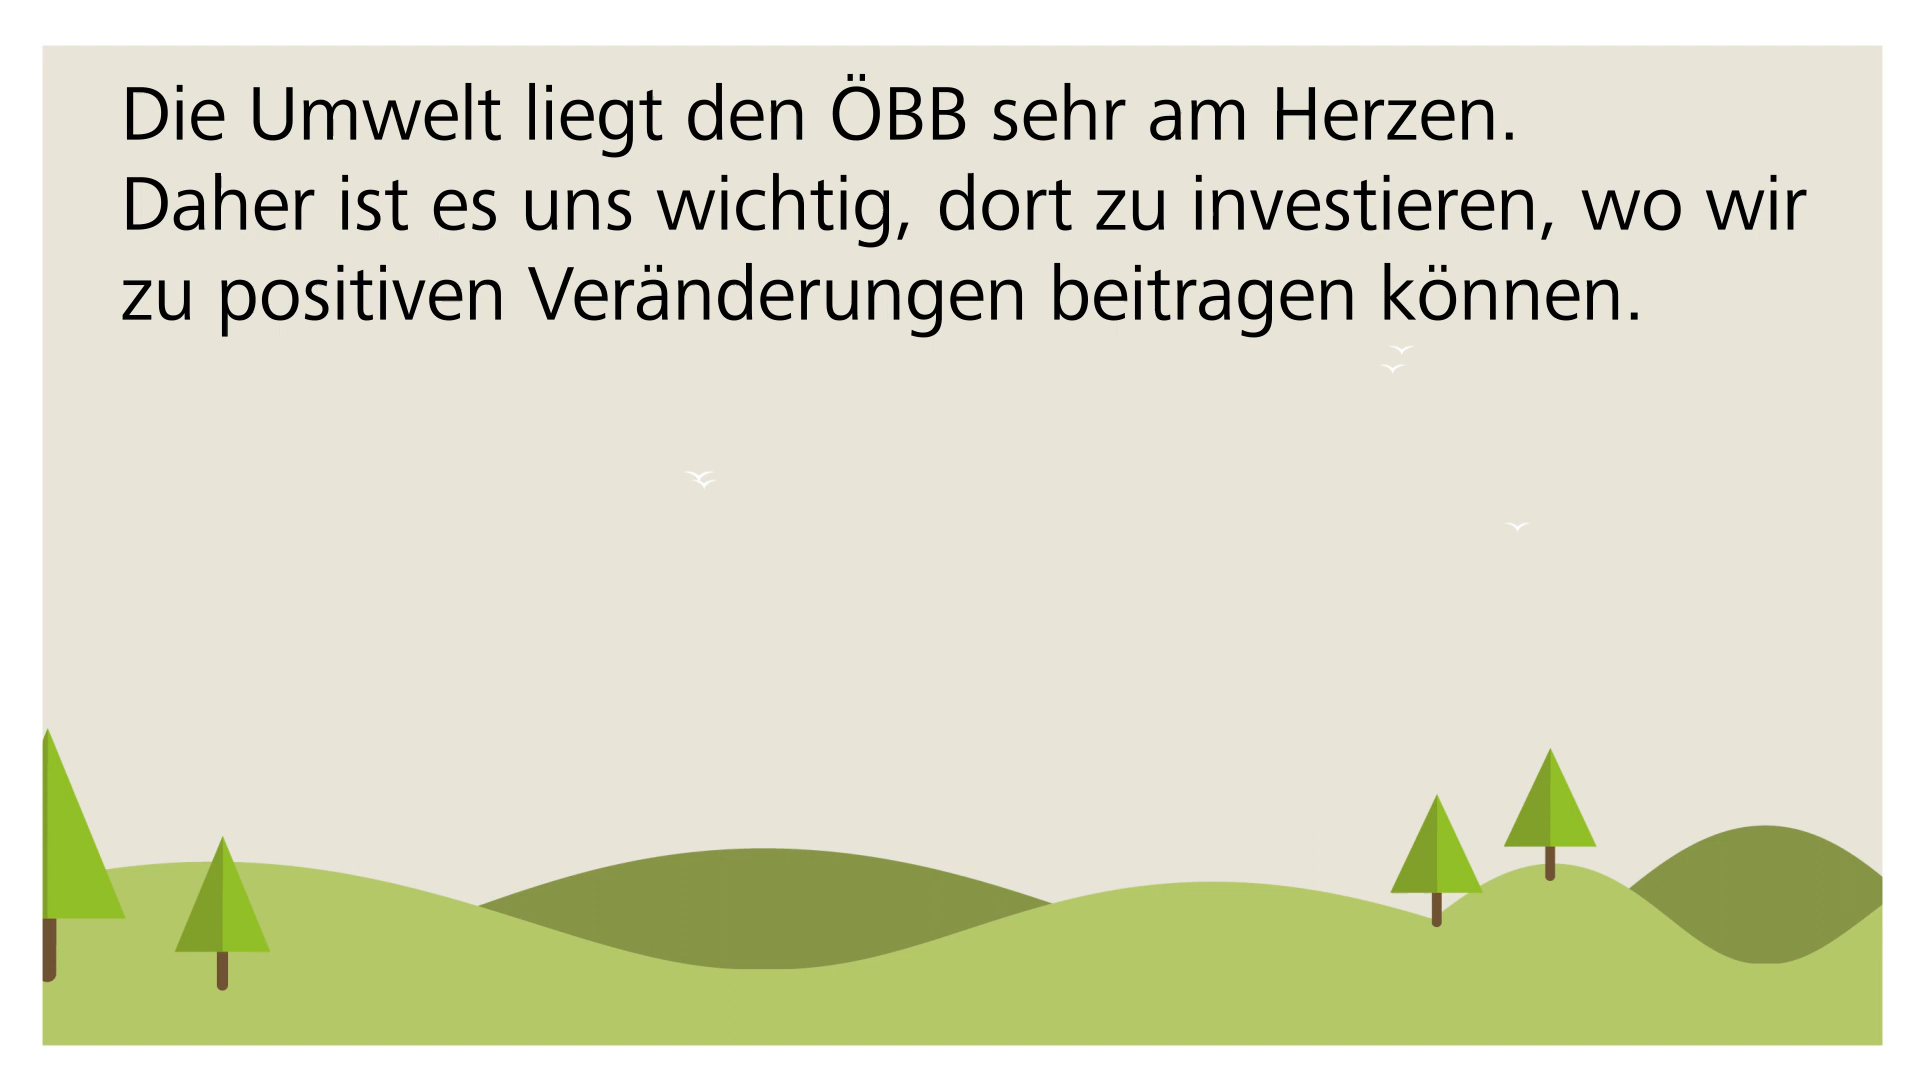 Die Umwelt liegt den ÖBB sehr am Herzen.
Daher ist es uns wichtig, dort zu investieren, wo wir
zu positiven Veränderungen beitragen können.